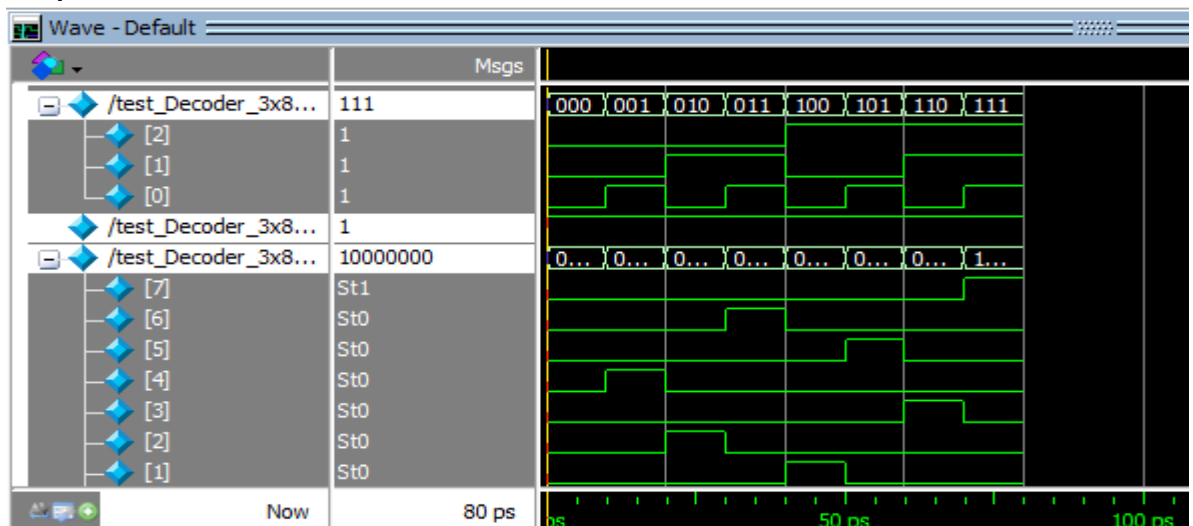 Wave - Default
Msgs
/test_Decoder_3x8... 111 000 001 010 011 100 101 110 111
[2] 1
[1] 1
[0] 1
/test_Decoder_3x8... 1
/test_Decoder_3x8... 10000000 0... 0... 0... 0... 0... 0... 0... 1...
[7] St1
[6] St0
[5] St0
[4] St0
[3] St0
[2] St0
[1] St0
Now 80 ps ps 50 ps 100 ps